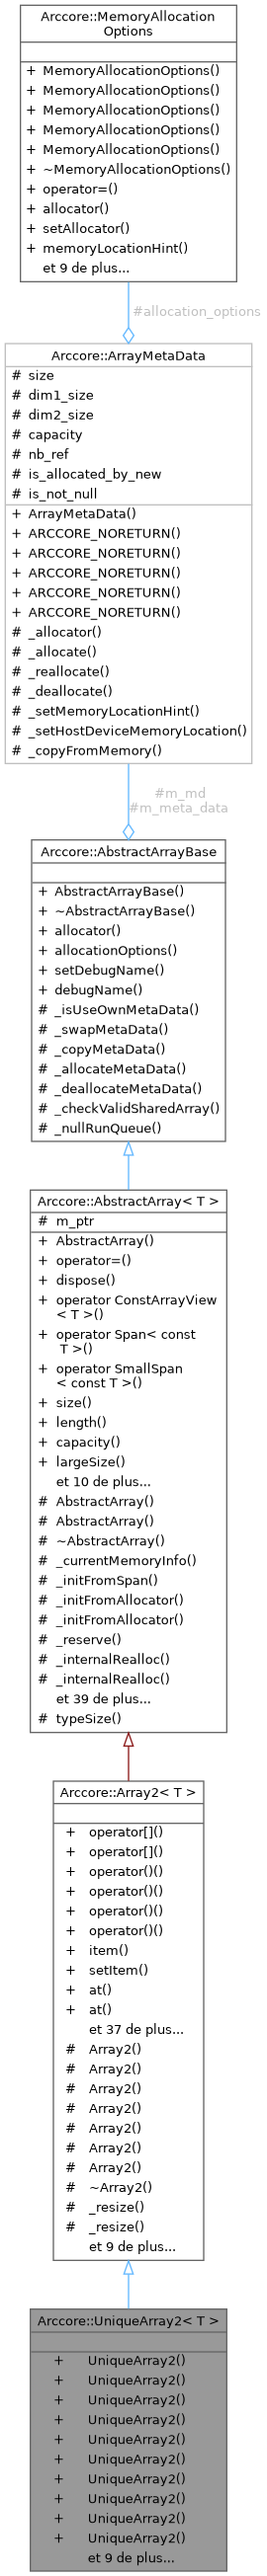 Arccore::MemoryAllocation
Options
+ MemoryAllocationOptions()
+ MemoryAllocationOptions()
+ MemoryAllocationOptions()
+ MemoryAllocationOptions()
+ MemoryAllocationOptions()
+ ~MemoryAllocationOptions()
+ operator=()
+ allocator()
+ setAllocator()
+ memoryLocationHint()
et 9 de plus...
#allocation_options
Arccore::ArrayMetaData
# size
# dim1_size
# dim2_size
# capacity
# nb_ref
# is_allocated_by_new
# is_not_null
+ ArrayMetaData()
+ ARCCORE_NORETURN()
+ ARCCORE_NORETURN()
+ ARCCORE_NORETURN()
+ ARCCORE_NORETURN()
+ ARCCORE_NORETURN()
# _allocator()
# _allocate()
# _reallocate()
# _deallocate()
# _setMemoryLocationHint()
# _setHostDeviceMemoryLocation()
# _copyFromMemory()
#m_md
#m_meta_data
Arccore::AbstractArrayBase
+ AbstractArrayBase()
+ ~AbstractArrayBase()
+ allocator()
+ allocationOptions()
+ setDebugName()
+ debugName()
# _isUseOwnMetaData()
# _swapMetaData()
# _copyMetaData()
# _allocateMetaData()
# _deallocateMetaData()
# _checkValidSharedArray()
# _nullRunQueue()
Arccore::AbstractArray< T >
# m_ptr
+ AbstractArray()
+ operator=()
+ dispose()
+ operator ConstArrayView
< T >()
+ operator Span< const
T >()
+ operator SmallSpan
< const T >()
+ size()
+ length()
+ capacity()
+ largeSize()
et 10 de plus...
# AbstractArray()
# AbstractArray()
# ~AbstractArray()
# _currentMemoryInfo()
# _initFromSpan()
# _initFromAllocator()
# _initFromAllocator()
# _reserve()
# _internalRealloc()
# _internalRealloc()
et 39 de plus...
# typeSize()
Arccore::Array2< T >
+ operator[]()
+ operator[]()
+ operator()()
+ operator()()
+ operator()()
+ operator()()
+ item()
+ setItem()
+ at()
+ at()
et 37 de plus...
# Array2()
# Array2()
# Array2()
# Array2()
# Array2()
# Array2()
# Array2()
# ~Array2()
# _resize()
# _resize()
et 9 de plus...
Arccore::UniqueArray2< T >
+ UniqueArray2()
+ UniqueArray2()
+ UniqueArray2()
+ UniqueArray2()
+ UniqueArray2()
+ UniqueArray2()
+ UniqueArray2()
+ UniqueArray2()
+ UniqueArray2()
+ UniqueArray2()
et 9 de plus...